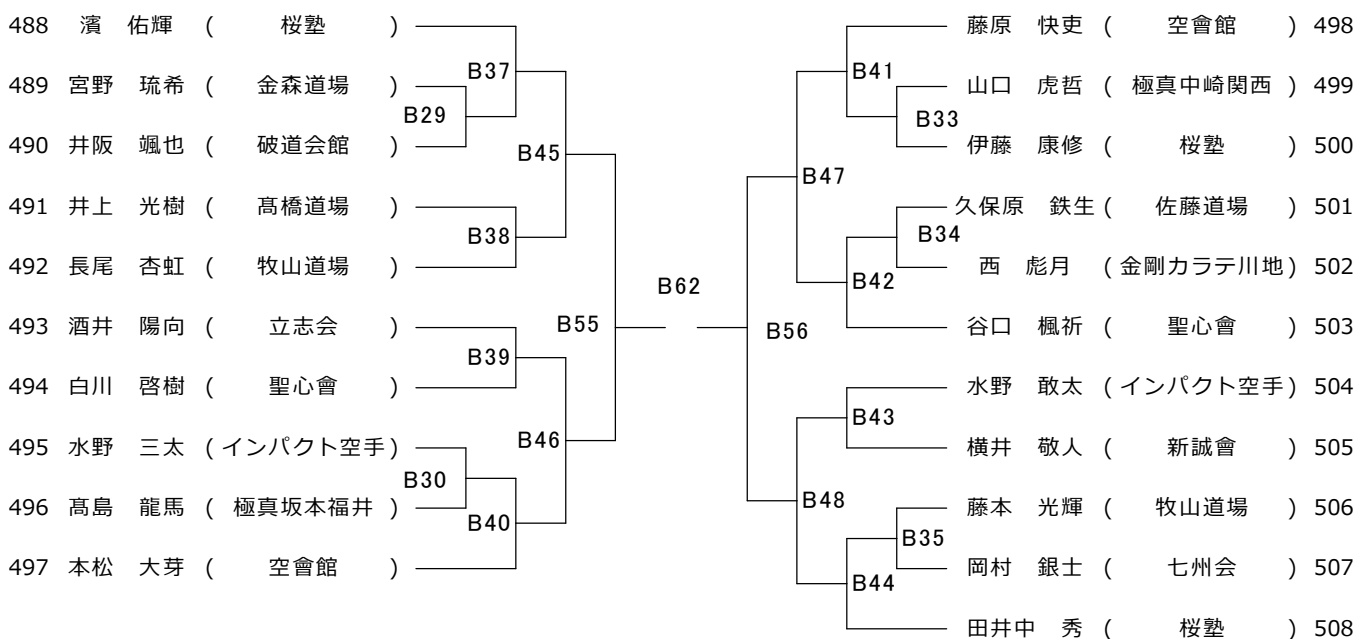 488 濱 佑輝 ( 桜塾 )
B37
489 宮野 琉希 ( 金森道場 )
B29
490 井阪 颯也 ( 破道会館 )
B45
491 井上 光樹 ( 髙橋道場 )
B38
492 長尾 杏虹 ( 牧山道場 )
B55
493 酒井 陽向 ( 立志会 )
B39
494 白川 啓樹 ( 聖心會 )
B46
495 水野 三太 ( インパクト空手 )
B30
496 髙島 龍馬 ( 極真坂本福井 )
B40
497 本松 大芽 ( 空會館 )
B62
藤原 快吏 ( 空會館 ) 498
B41
山口 虎哲 ( 極真中崎関西 ) 499
B33
伊藤 康修 ( 桜塾 ) 500
B47
久保原 鉄生 ( 佐藤道場 ) 501
B34
西 彪月 ( 金剛カラテ川地 ) 502
B42
谷口 楓祈 ( 聖心會 ) 503
B56
水野 敢太 ( インパクト空手 ) 504
B43
横井 敬人 ( 新誠會 ) 505
B48
藤本 光輝 ( 牧山道場 ) 506
B35
岡村 銀士 ( 七州会 ) 507
B44
田井中 秀 ( 桜塾 ) 508